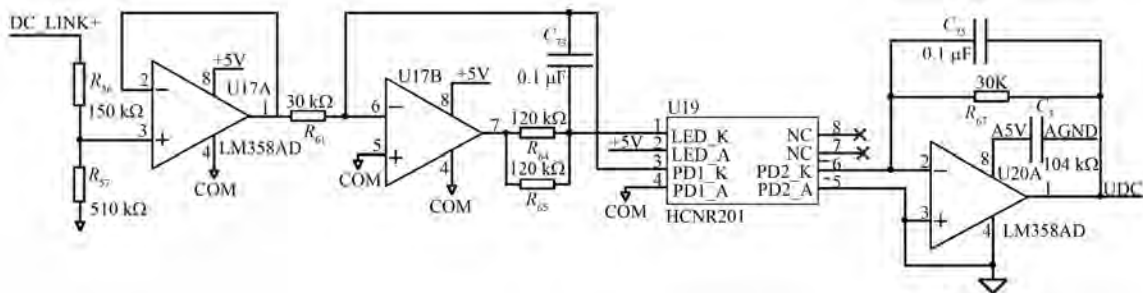 DC_LINK+
R56
150 kΩ
R57
510 kΩ
2
3
8
+5V
U17A
1
4
LM358AD
COM
30 kΩ
R61
U17B
+5V
6
5
8
7
4
COM
COM
120 kΩ
R64
120 kΩ
R65
0.1 μF
U19
+5V
1 LED_K NC 8
2 LED_A NC 7
3 PD1_K PD2_K 6
4 PD1_A PD2_A 5
COM
HCNR201
0.1 μF
30K
R67
A5V
AGND
104 kΩ
8
U20A
2
3
1
4
UDC
LM358AD